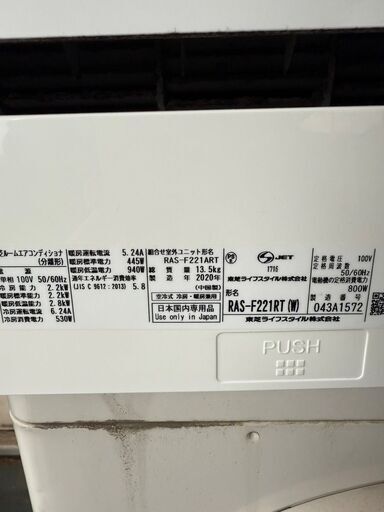 ルームエアコンディショナ
(分離形)
電 源
単相 100V 50/60Hz
冷 房 能 力 2.2kW
暖房標準能力 2.2kW
暖房低温能力 2.8kW
冷房運転電流 6.24A
冷房消費電力 530W
暖房運転電流 5.24A
暖房標準電力 445W
暖房低温電力 940W
通年エネルギー消費効率
(JIS C 9612:2013) 5.8
組合せ室外ユニット形名
RAS-F221ART
総 質 量 13.5kg
製 造 年 2020年
(中国製)
空冷式 冷房・暖房兼用
日本国内専用品
Use only in Japan
JET
1716
東芝ライフスタイル株式会社
形名
RAS-F221RT(W)
定 格 電 圧
100V
定格周波数
50/60Hz
電動機の定格消費電力
800W
製 造 番 号
043A1572
東芝ライフスタイル株式会社
PUSH